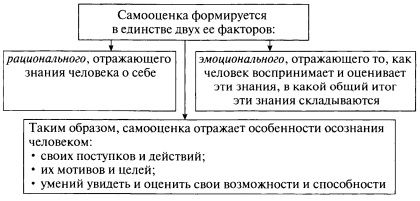 Самооценка формируется
в единстве двух ее факторов:
рационального, отражающего
знания человека о себе
эмоционального, отражающего то, как
человек воспринимает и оценивает
эти знания, в какой общий итог
эти знания складываются
Таким образом, самооценка отражает особенности осознания
человеком:
• своих поступков и действий;
• их мотивов и целей;
• умений увидеть и оценить свои возможности и способности